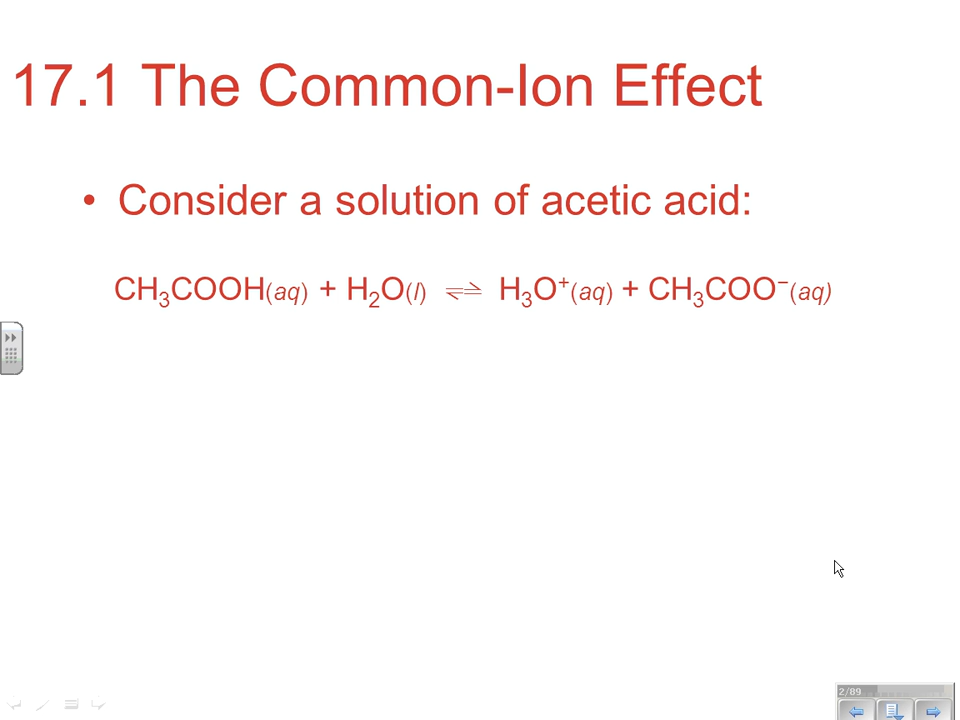 17.1 The Common-Ion Effect
• Consider a solution of acetic acid:
CH₃COOH(aq) + H₂O(l) ⇌ H₃O⁺(aq) + CH₃COO⁻(aq)
2/89